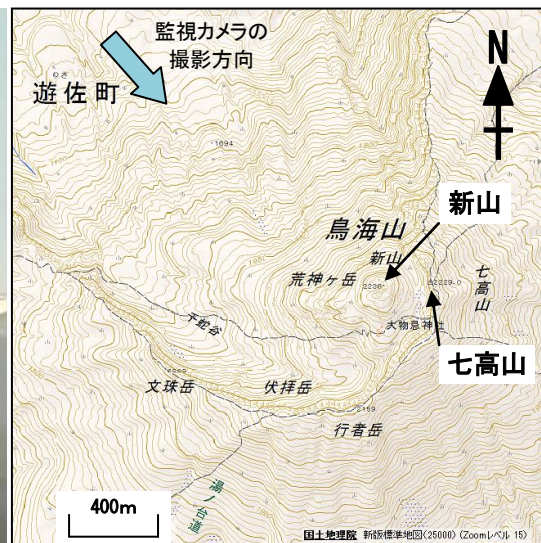 監視カメラの
撮影方向
遊佐町
N
1694
新山
鳥海山
新山
荒神ヶ岳
2236
2229.0
七高山
大物忌神社
千蛇谷
七高山
文珠岳
伏拝岳
2159
行者岳
湯ノ台道
400m
国土地理院 新版標準地図(25000) (Zoomレベル 15)